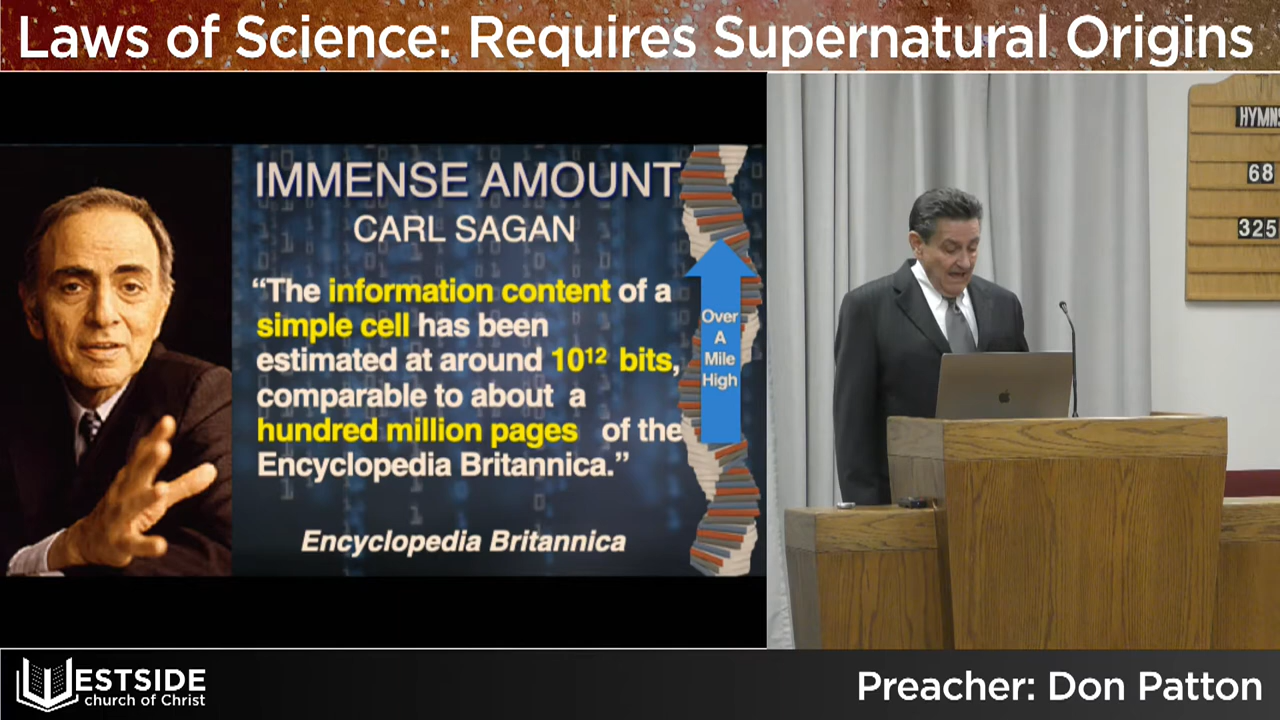 Laws of Science: Requires Supernatural Origins
IMMENSE AMOUNT
CARL SAGAN
“The information content of a
simple cell has been
estimated at around 10¹² bits,
comparable to about a
hundred million pages of the
Encyclopedia Britannica.”
Encyclopedia Britannica
Over
A
Mile
High
HYMNS
68
325
WESTSIDE
church of Christ
Preacher: Don Patton